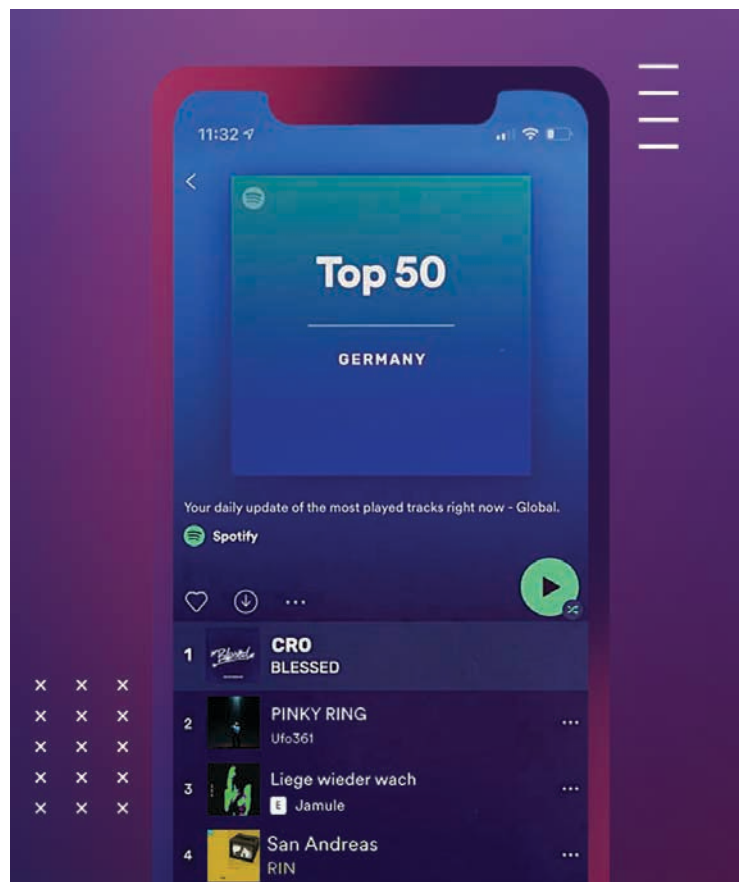 11:32
Top 50
GERMANY
Your daily update of the most played tracks right now - Global.
Spotify
1 Blessed CRO
BLESSED
2 PINKY RING
Ufo361
3 Liege wieder wach
E Jamule
4 San Andreas
RIN